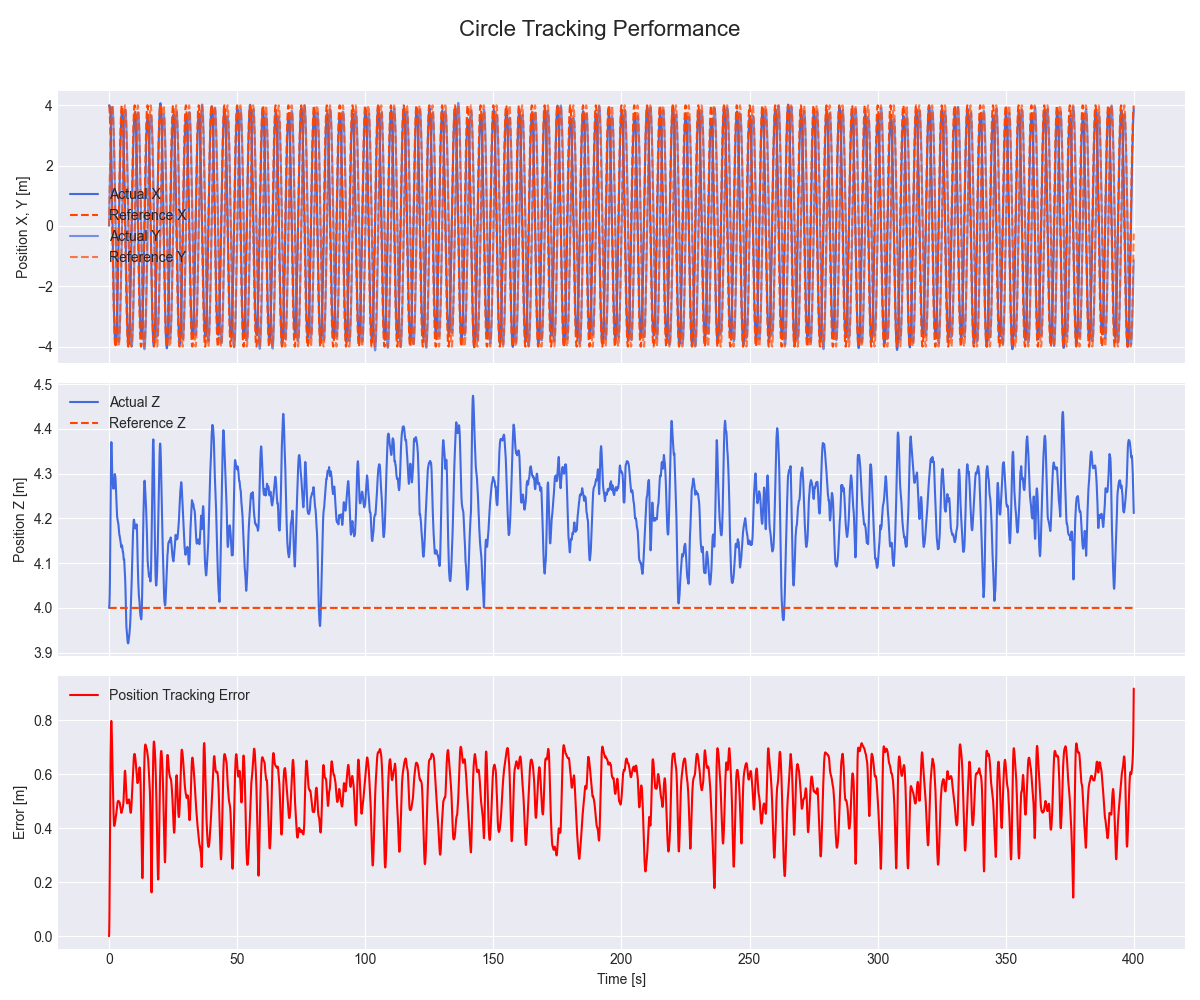 Circle Tracking Performance
Position X, Y [m]
4
2
0
−2
−4
Actual X
Reference X
Actual Y
Reference Y
Position Z [m]
4.5
4.4
4.3
4.2
4.1
4.0
3.9
Actual Z
Reference Z
Error [m]
0.8
0.6
0.4
0.2
0.0
Position Tracking Error
0 50 100 150 200 250 300 350 400
Time [s]